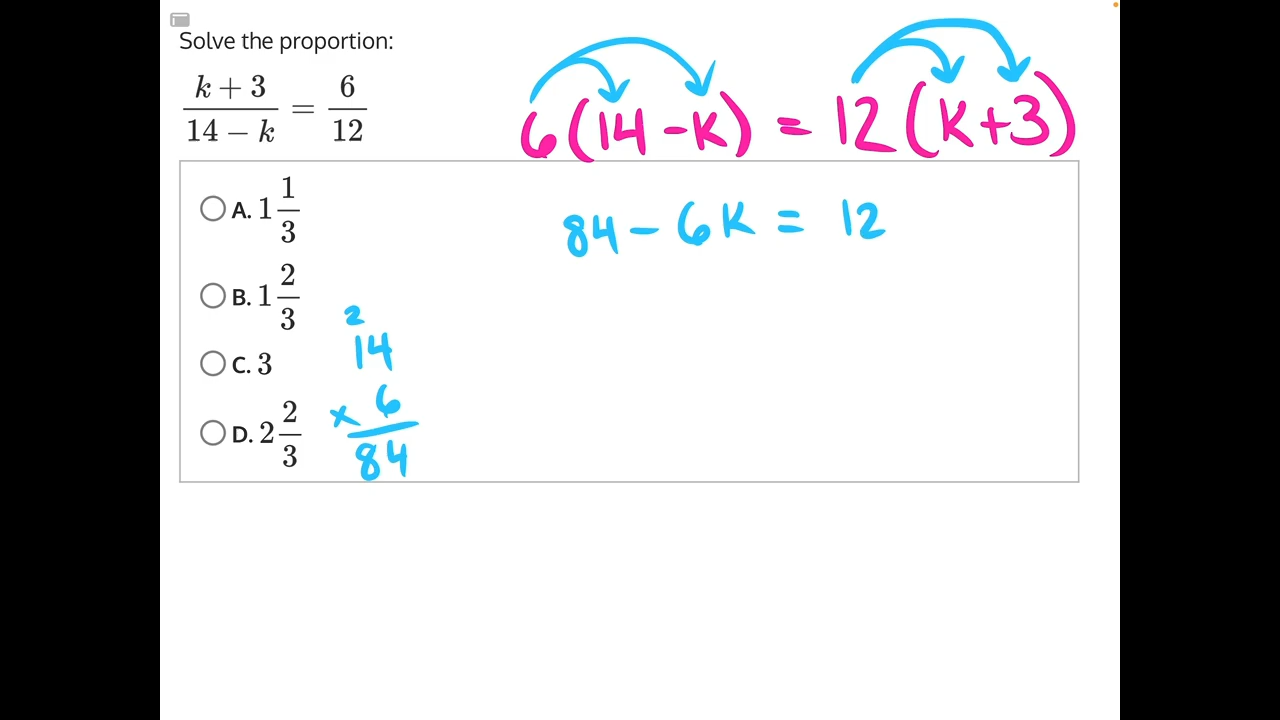 Solve the proportion:
k + 3 / 14 − k = 6 / 12
6(14 − k) = 12(k + 3)
84 − 6k = 12
A. 1 1/3
B. 1 2/3
C. 3
D. 2 2/3
2
14
× 6
84